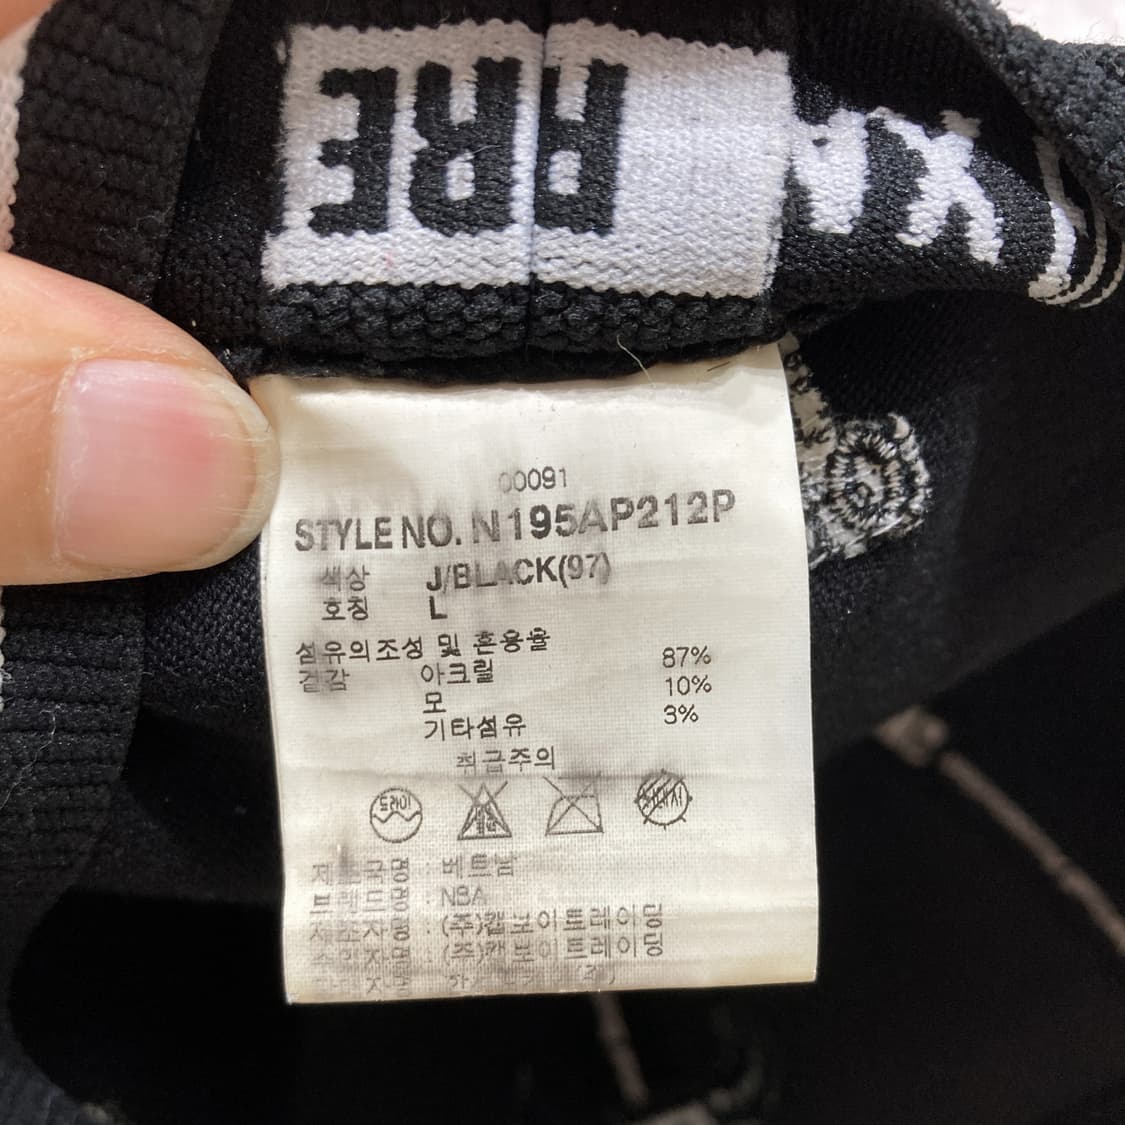 ARE
00091
STYLE NO. N195AP212P
색상 J/BLACK(97)
호칭 L
섬유의조성 및 혼용율
겉감 아크릴 87%
모 10%
기타섬유 3%
취급주의
드라이
제조국명 : 베트남
브랜드명 : NBA
제조자명 : (주)캡보이트레이딩
수입자명 : (주)캡보이트레이딩